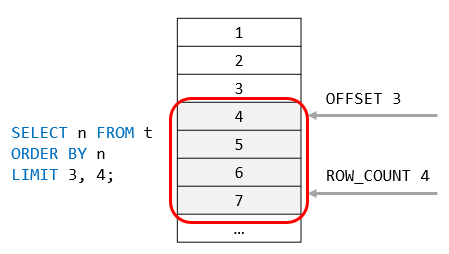 SELECT n FROM t
ORDER BY n
LIMIT 3, 4;
1
2
3
4
5
6
7
...
OFFSET 3
ROW_COUNT 4